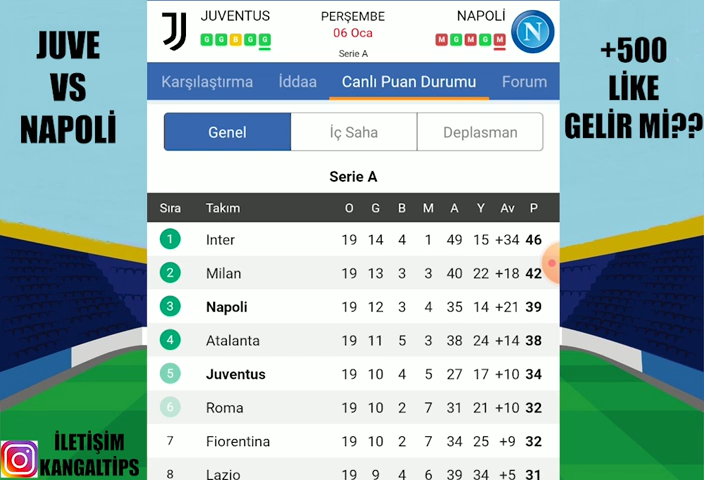 JUVE
VS
NAPOLİ
JUVENTUS
G G B G G
PERŞEMBE
06 Oca
Serie A
NAPOLİ
M G M G M
N
+500
LİKE
GELİR Mİ??
Karşılaştırma İddaa Canlı Puan Durumu Forum
Genel İç Saha Deplasman
Serie A
Sıra Takım O G B M A Y Av P
1 Inter 19 14 4 1 49 15 +34 46
2 Milan 19 13 3 3 40 22 +18 42
3 Napoli 19 12 3 4 35 14 +21 39
4 Atalanta 19 11 5 3 38 24 +14 38
5 Juventus 19 10 4 5 27 17 +10 34
6 Roma 19 10 2 7 31 21 +10 32
7 Fiorentina 19 10 2 7 34 25 +9 32
8 Lazio 19 9 4 6 39 34 +5 31
İLETİŞİM
KANGALTİPS